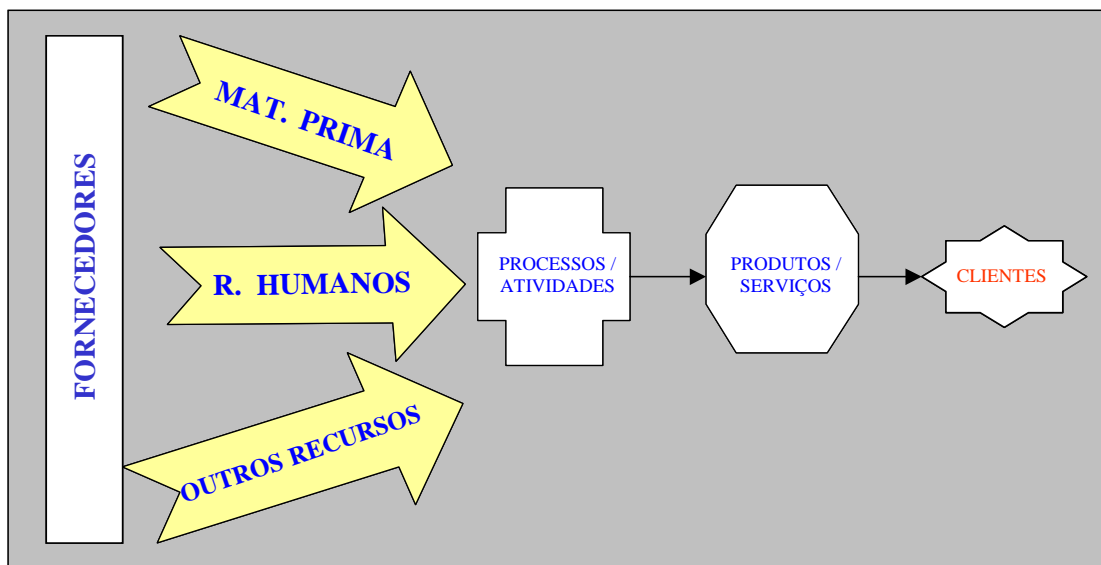 FORNECEDORES
MAT. PRIMA
R. HUMANOS
OUTROS RECURSOS
PROCESSOS /
ATIVIDADES
PRODUTOS /
SERVIÇOS
CLIENTES